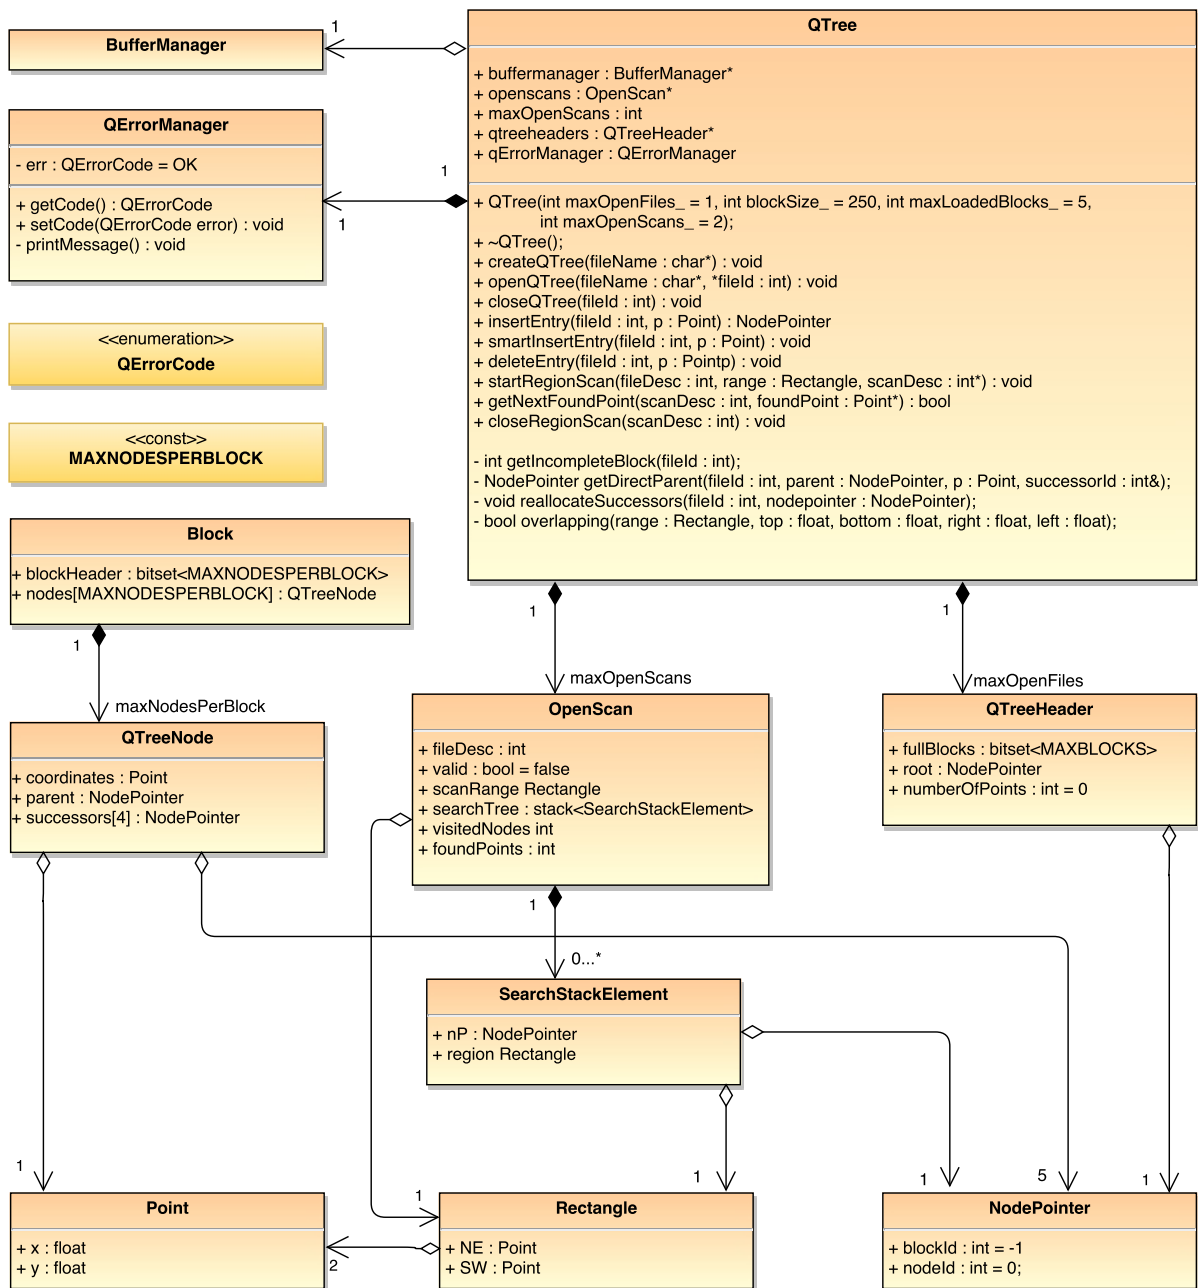 BufferManager
1
QTree
+ buffermanager : BufferManager*
+ openscans : OpenScan*
+ maxOpenScans : int
+ qtreeheaders : QTreeHeader*
+ qErrorManager : QErrorManager
QErrorManager
- err : QErrorCode = OK
+ getCode() : QErrorCode
+ setCode(QErrorCode error) : void
- printMessage() : void
1
1
+ QTree(int maxOpenFiles_ = 1, int blockSize_ = 250, int maxLoadedBlocks_ = 5,
int maxOpenScans_ = 2);
+ ~QTree();
+ createQTree(fileName : char*) : void
+ openQTree(fileName : char*, *fileId : int) : void
+ closeQTree(fileId : int) : void
+ insertEntry(fileId : int, p : Point) : NodePointer
+ smartInsertEntry(fileId : int, p : Point) : void
+ deleteEntry(fileId : int, p : Pointp) : void
+ startRegionScan(fileDesc : int, range : Rectangle, scanDesc : int*) : void
+ getNextFoundPoint(scanDesc : int, foundPoint : Point*) : bool
+ closeRegionScan(scanDesc : int) : void
- int getIncompleteBlock(fileId : int);
- NodePointer getDirectParent(fileId : int, parent : NodePointer, p : Point, successorId : int&);
- void reallocateSuccessors(fileId : int, nodepointer : NodePointer);
- bool overlapping(range : Rectangle, top : float, bottom : float, right : float, left : float);
<<enumeration>>
QErrorCode
<<const>>
MAXNODESPERBLOCK
Block
+ blockHeader : bitset<MAXNODESPERBLOCK>
+ nodes[MAXNODESPERBLOCK] : QTreeNode
1
maxNodesPerBlock
1
maxOpenScans
1
maxOpenFiles
QTreeNode
+ coordinates : Point
+ parent : NodePointer
+ successors[4] : NodePointer
OpenScan
+ fileDesc : int
+ valid : bool = false
+ scanRange Rectangle
+ searchTree : stack<SearchStackElement>
+ visitedNodes int
+ foundPoints : int
QTreeHeader
+ fullBlocks : bitset<MAXBLOCKS>
+ root : NodePointer
+ numberOfPoints : int = 0
1
0...*
SearchStackElement
+ nP : NodePointer
+ region Rectangle
1
1
1
1
5
1
Point
+ x : float
+ y : float
2
Rectangle
+ NE : Point
+ SW : Point
NodePointer
+ blockId : int = -1
+ nodeId : int = 0;